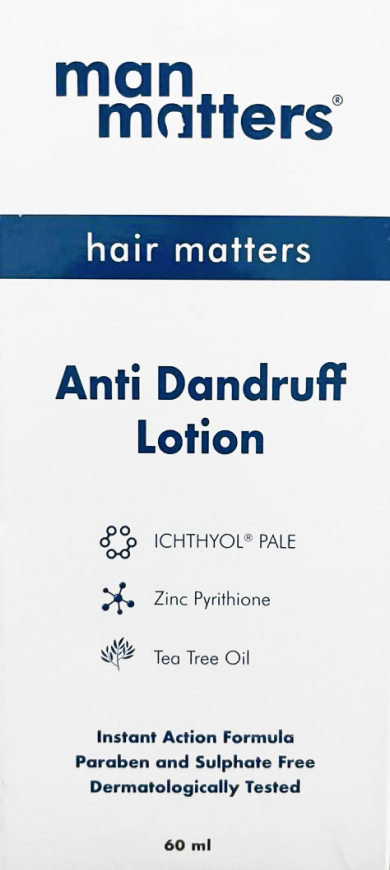 man
matters®
hair matters
Anti Dandruff
Lotion
ICHTHYOL® PALE
Zinc Pyrithione
Tea Tree Oil
Instant Action Formula
Paraben and Sulphate Free
Dermatologically Tested
60 ml